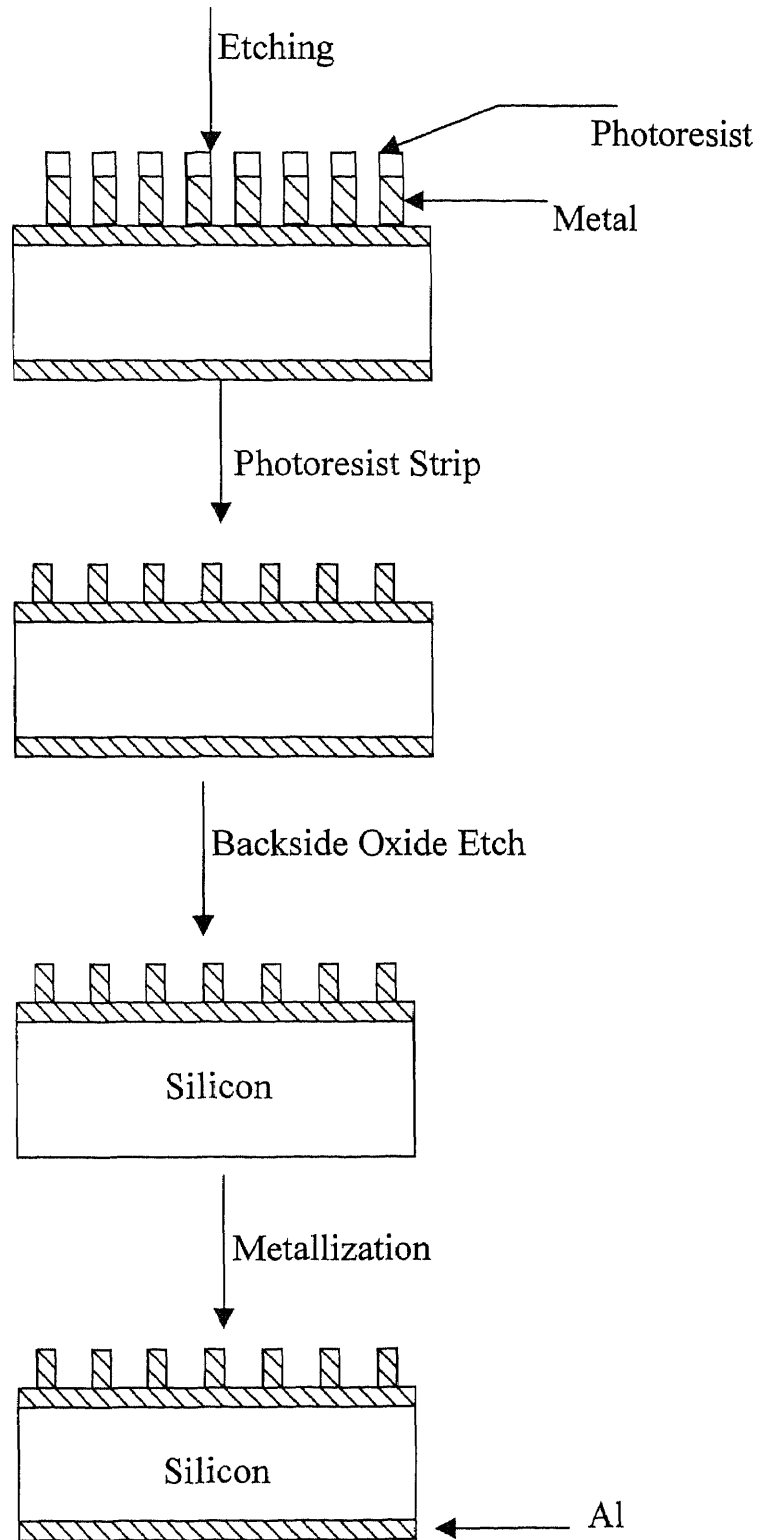 Etching
Photoresist
Metal
Photoresist Strip
Backside Oxide Etch
Silicon
Metallization
Silicon
Al